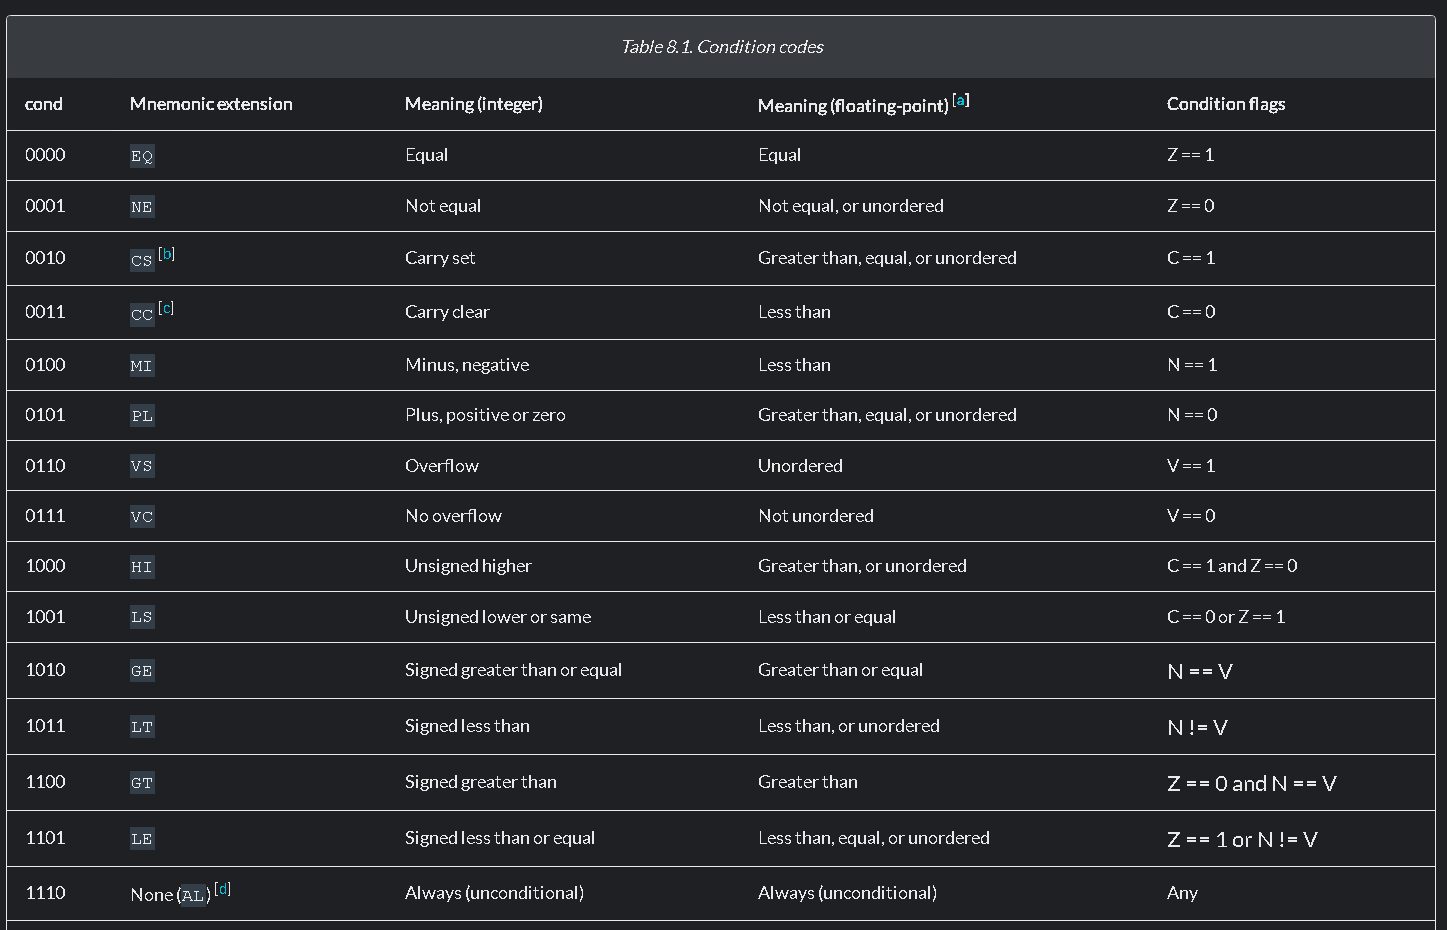 Table 8.1. Condition codes
cond Mnemonic extension Meaning (integer) Meaning (floating-point) [a] Condition flags
0000 EQ Equal Equal Z == 1
0001 NE Not equal Not equal, or unordered Z == 0
0010 CS [b] Carry set Greater than, equal, or unordered C == 1
0011 CC [c] Carry clear Less than C == 0
0100 MI Minus, negative Less than N == 1
0101 PL Plus, positive or zero Greater than, equal, or unordered N == 0
0110 VS Overflow Unordered V == 1
0111 VC No overflow Not unordered V == 0
1000 HI Unsigned higher Greater than, or unordered C == 1 and Z == 0
1001 LS Unsigned lower or same Less than or equal C == 0 or Z == 1
1010 GE Signed greater than or equal Greater than or equal N == V
1011 LT Signed less than Less than, or unordered N != V
1100 GT Signed greater than Greater than Z == 0 and N == V
1101 LE Signed less than or equal Less than, equal, or unordered Z == 1 or N != V
1110 None (AL) [d] Always (unconditional) Always (unconditional) Any